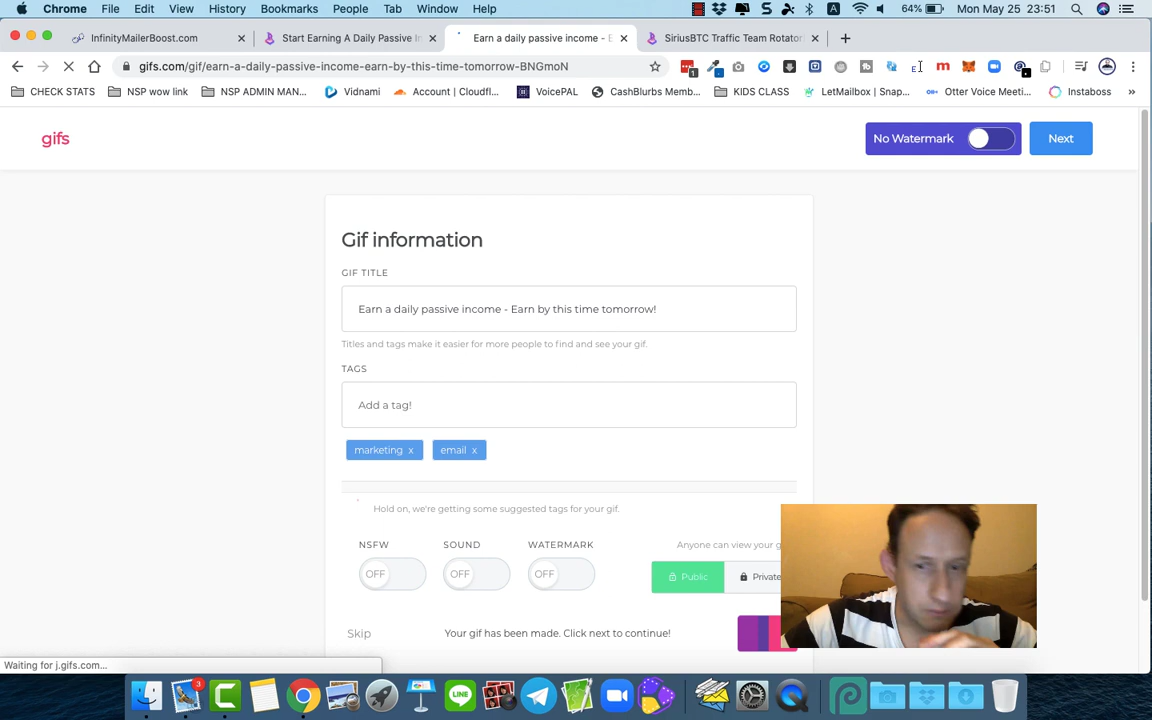 Chrome File Edit View History Bookmarks People Tab Window Help 64% Mon May 25 23:51
InfinityMailerBoost.com Start Earning A Daily Passive In Earn a daily passive income - E SiriusBTC Traffic Team Rotator
gifs.com/gif/earn-a-daily-passive-income-earn-by-this-time-tomorrow-BNGmoN
CHECK STATS NSP wow link NSP ADMIN MAN... Vidnami Account | Cloudfl... VoicePAL CashBlurbs Memb... KIDS CLASS LetMailbox | Snap... Otter Voice Meeti... Instaboss
gifs No Watermark Next
Gif information
GIF TITLE
Earn a daily passive income - Earn by this time tomorrow!
Titles and tags make it easier for more people to find and see your gif.
TAGS
Add a tag!
marketing x email x
Hold on, we're getting some suggested tags for your gif.
NSFW SOUND WATERMARK Anyone can view your g
OFF OFF OFF Public Private
Skip Your gif has been made. Click next to continue!
Waiting for j.gifs.com...
3
LINE